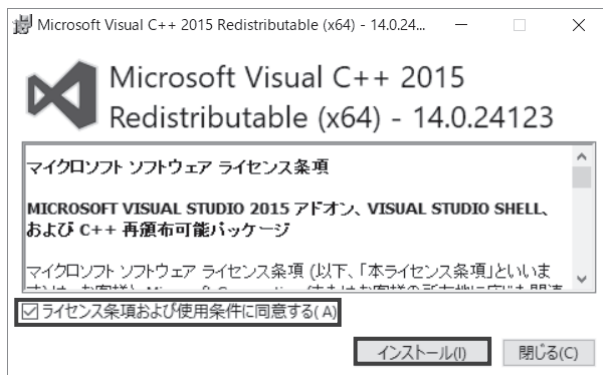 Microsoft Visual C++ 2015 Redistributable (x64) - 14.0.24...
Microsoft Visual C++ 2015
Redistributable (x64) - 14.0.24123
マイクロソフト ソフトウェア ライセンス条項
MICROSOFT VISUAL STUDIO 2015 アドオン、VISUAL STUDIO SHELL、
および C++ 再頒布可能パッケージ
マイクロソフト ソフトウェア ライセンス条項 (以下、「本ライセンス条項」といいま
☑ライセンス条項および使用条件に同意する(A)
インストール(I) 閉じる(C)